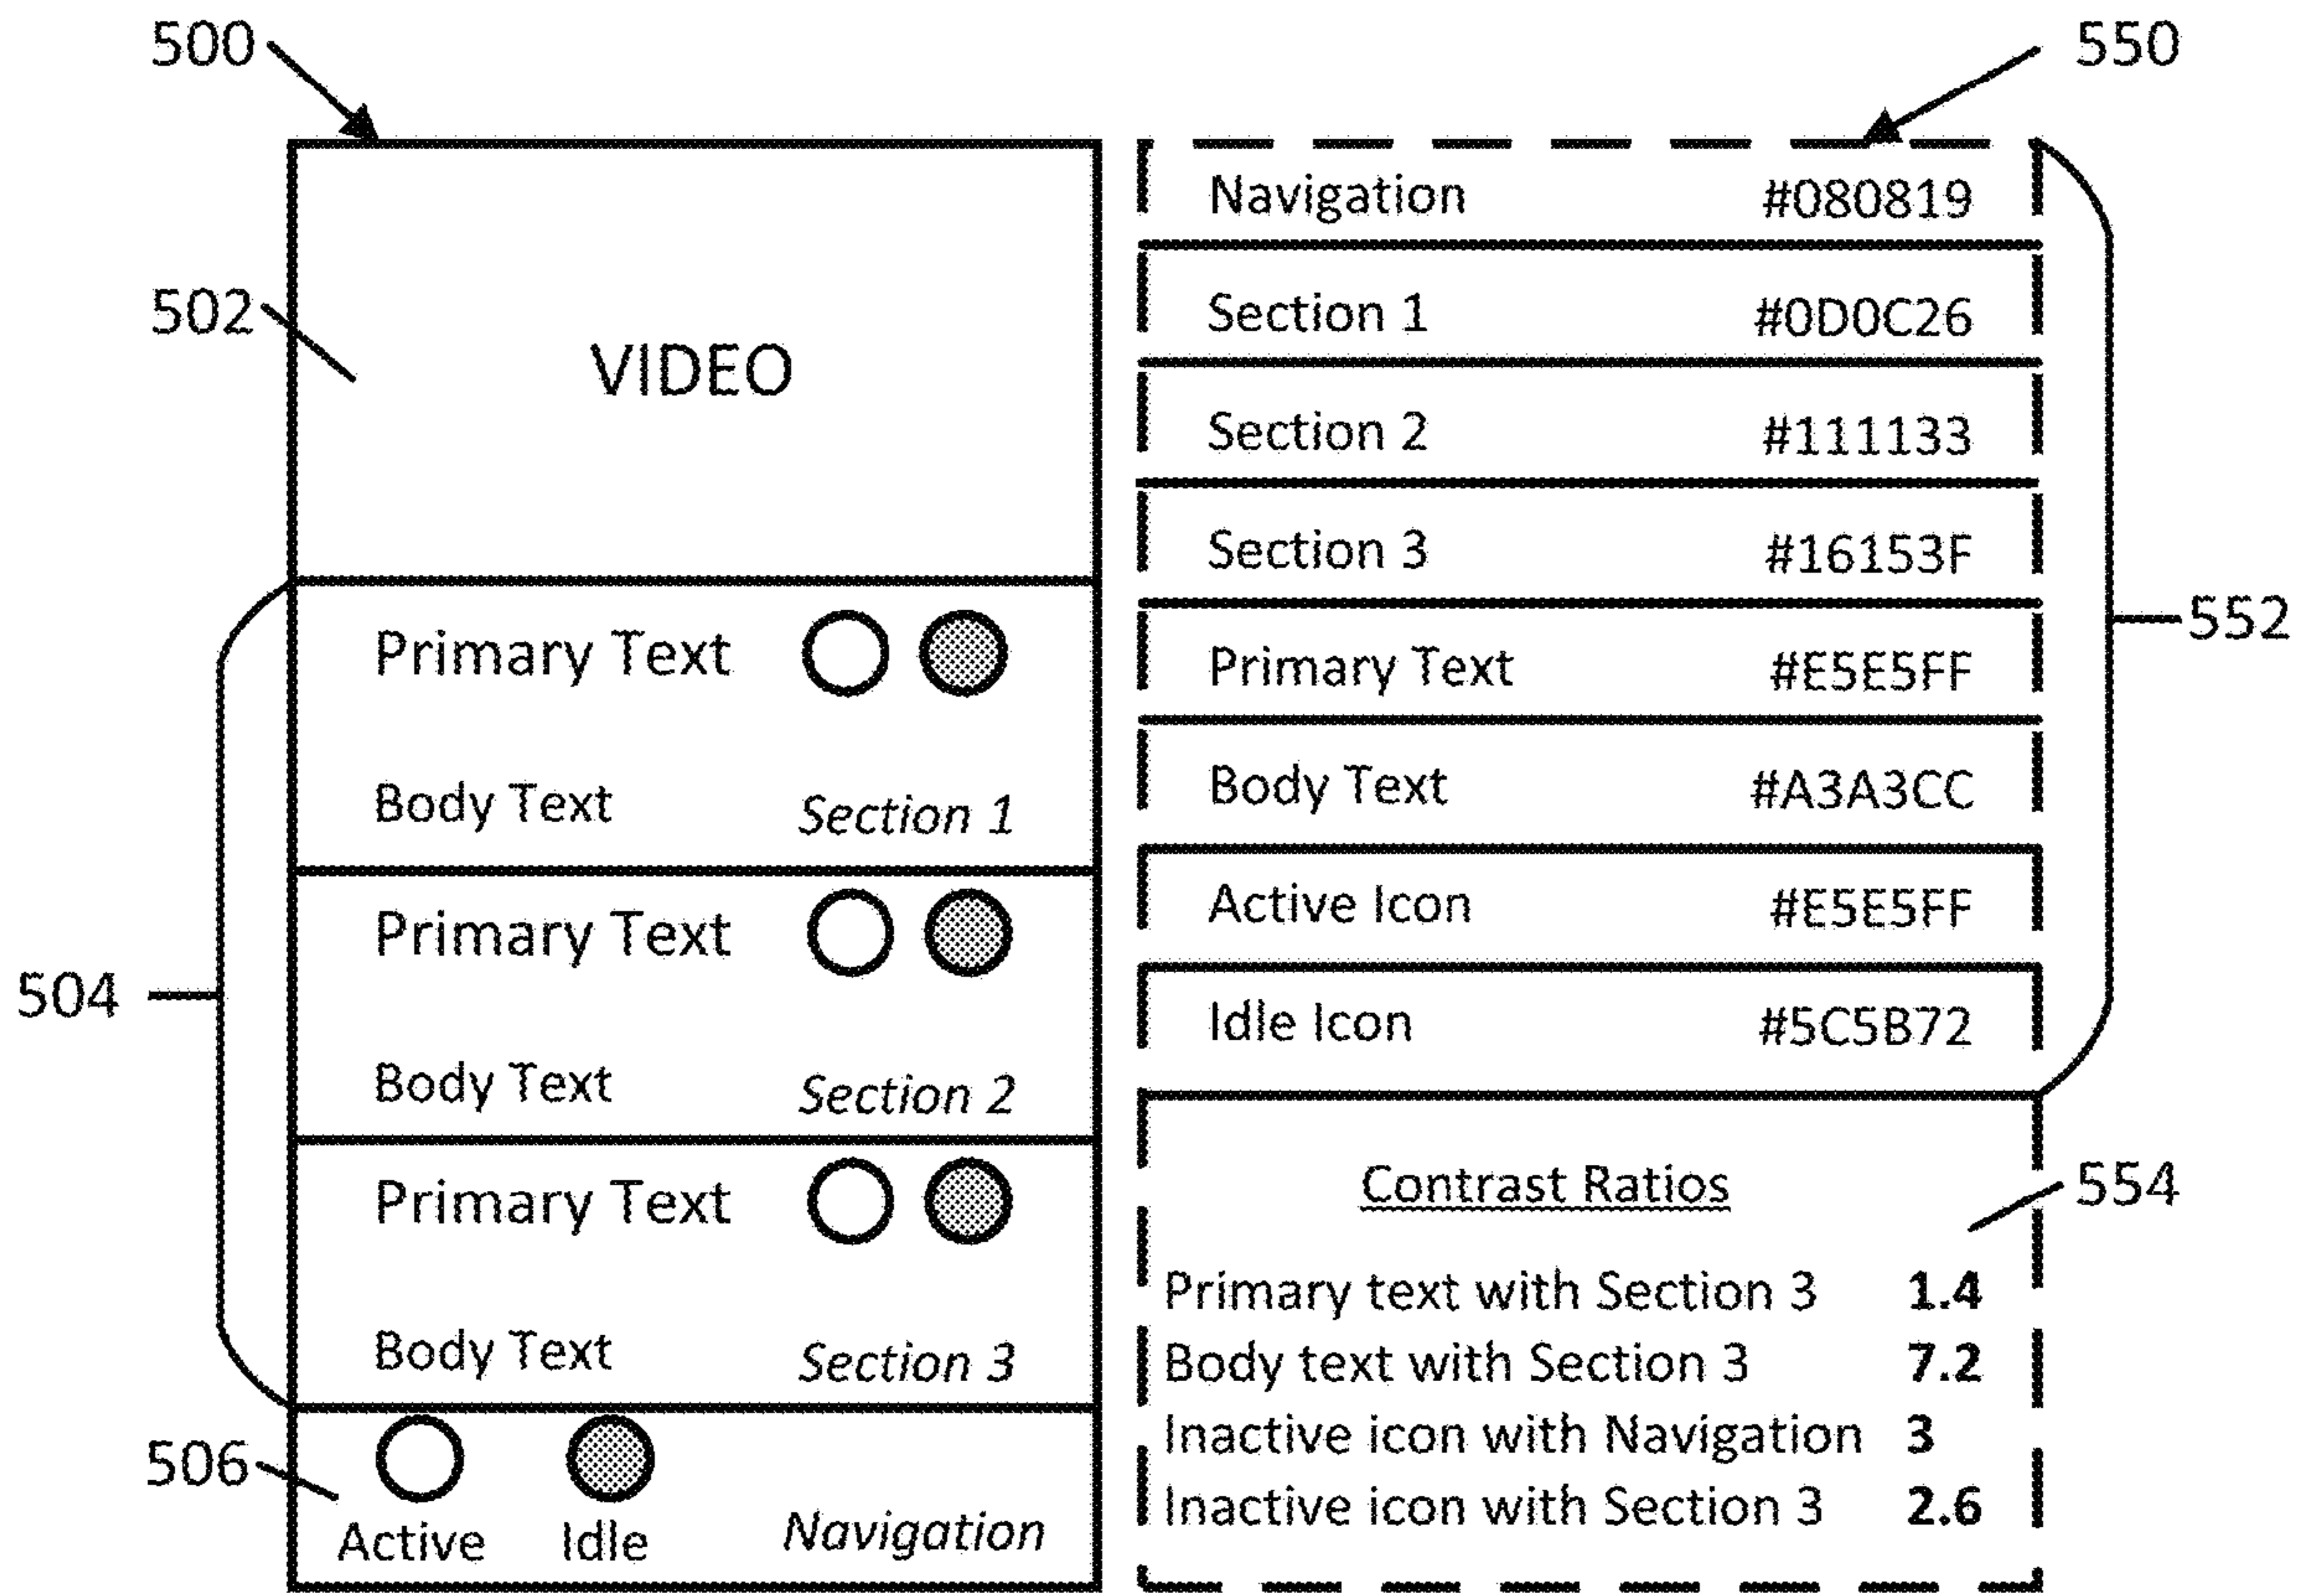 500
550
502
VIDEO
504
Primary Text
Body Text
Section 1
Primary Text
Body Text
Section 2
Primary Text
Body Text
Section 3
506
Active
Idle
Navigation
Navigation #080819
Section 1 #0D0C26
Section 2 #111133
Section 3 #16153F
Primary Text #E5E5FF
Body Text #A3A3CC
Active Icon #E5E5FF
Idle Icon #5C5B72
552
Contrast Ratios
554
Primary text with Section 3 1.4
Body text with Section 3 7.2
Inactive icon with Navigation 3
Inactive icon with Section 3 2.6